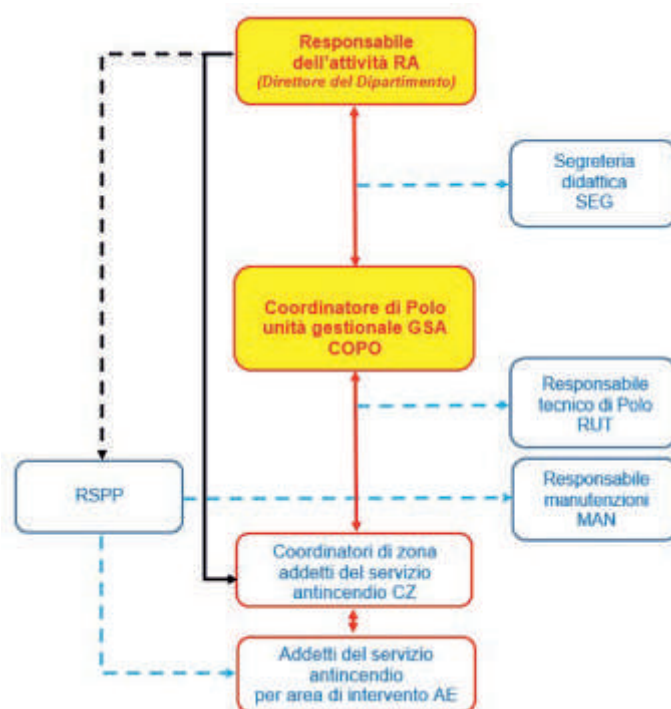 Responsabile
dell'attività RA
(Direttore del Dipartimento)
Segreteria
didattica
SEG
Coordinatore di Polo
unità gestionale GSA
COPO
Responsabile
tecnico di Polo
RUT
RSPP
Responsabile
manutenzioni
MAN
Coordinatori di zona
addetti del servizio
antincendio CZ
Addetti del servizio
antincendio
per area di intervento AE